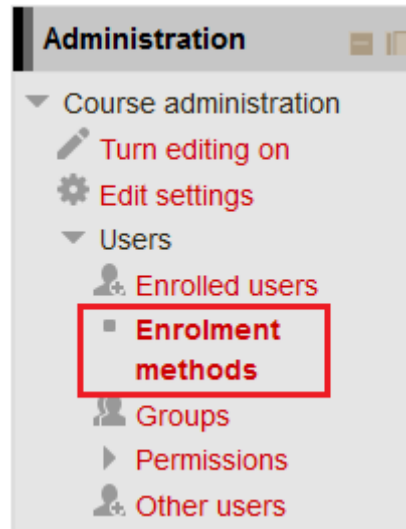 Administration
Course administration
Turn editing on
Edit settings
Users
Enrolled users
Enrolment
methods
Groups
Permissions
Other users